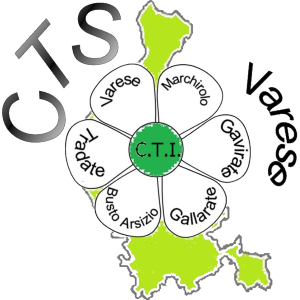 CTS
Varese
Varese
Marchirolo
Gavirate
Gallarate
Busto Arsizio
Tradate
C.T.I.